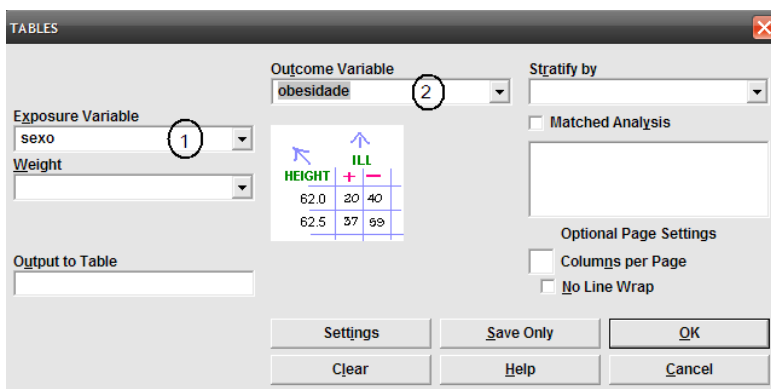 TABLES
Outcome Variable
obesidade
2
Stratify by
Exposure Variable
sexo
1
Matched Analysis
Weight
ILL
HEIGHT + −
62.0 20 40
62.5 37 59
Output to Table
Optional Page Settings
Columns per Page
No Line Wrap
Settings
Save Only
OK
Clear
Help
Cancel